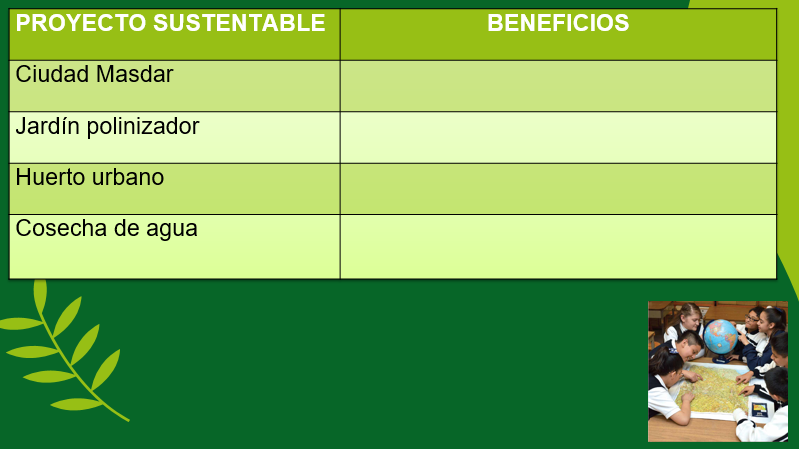 PROYECTO SUSTENTABLE BENEFICIOS
Ciudad Masdar
Jardín polinizador
Huerto urbano
Cosecha de agua